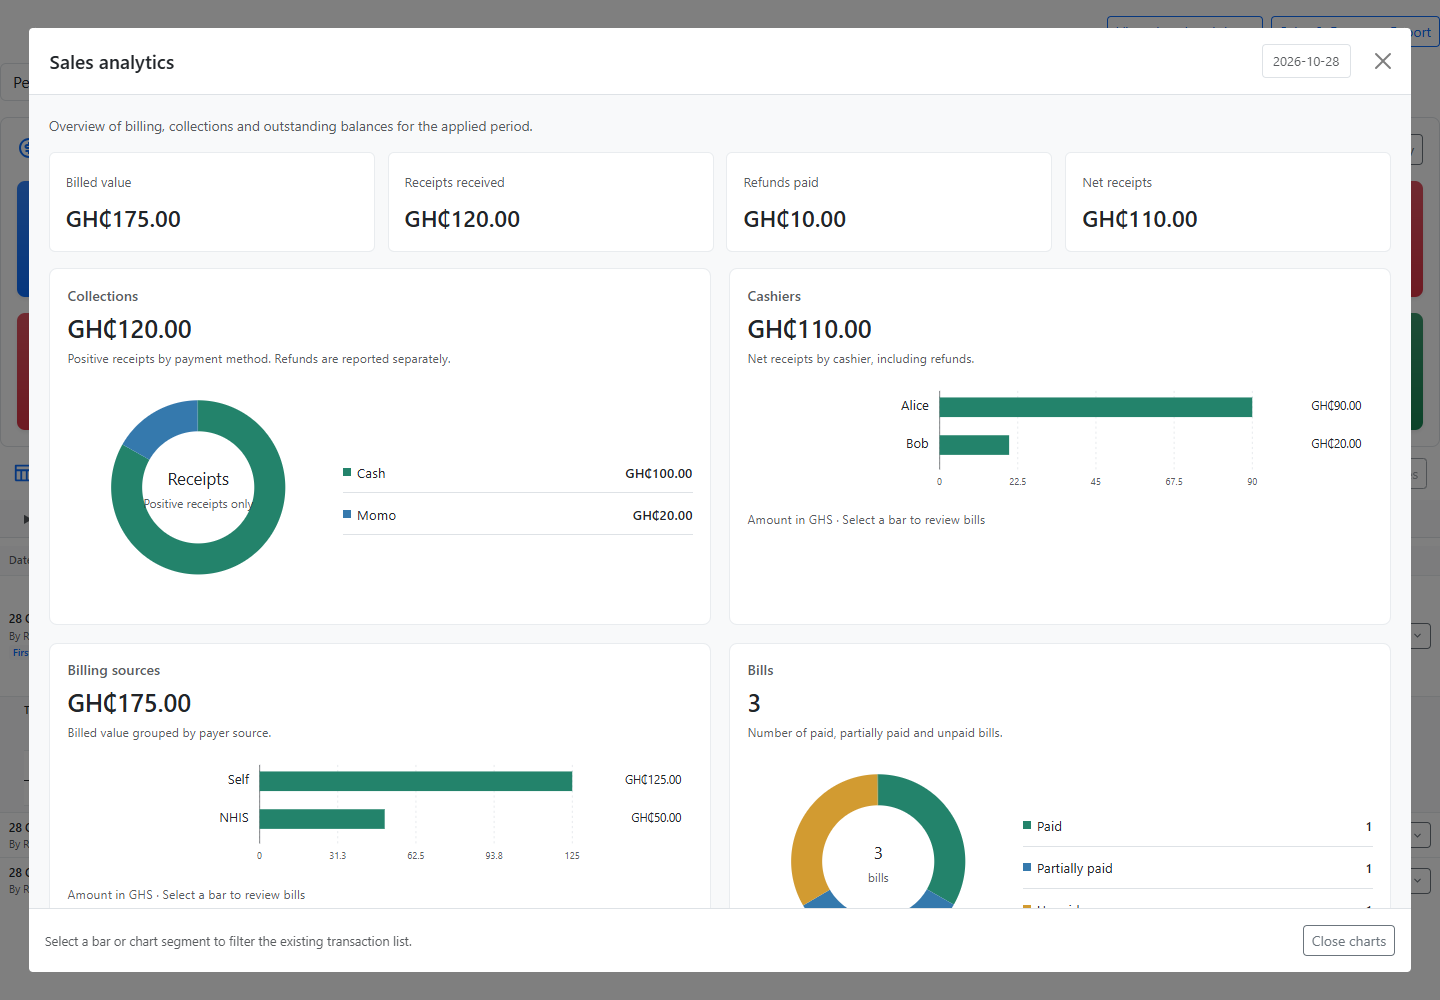 Sales analytics
2026-10-28
Overview of billing, collections and outstanding balances for the applied period.
Billed value
GH₵175.00
Receipts received
GH₵120.00
Refunds paid
GH₵10.00
Net receipts
GH₵110.00
Collections
GH₵120.00
Positive receipts by payment method. Refunds are reported separately.
Receipts
Positive receipts only
Cash GH₵100.00
Momo GH₵20.00
Cashiers
GH₵110.00
Net receipts by cashier, including refunds.
Alice GH₵90.00
Bob GH₵20.00
0 22.5 45 67.5 90
Amount in GHS · Select a bar to review bills
Billing sources
GH₵175.00
Billed value grouped by payer source.
Self GH₵125.00
NHIS GH₵50.00
0 31.3 62.5 93.8 125
Amount in GHS · Select a bar to review bills
Bills
3
Number of paid, partially paid and unpaid bills.
3
bills
Paid 1
Partially paid 1
Select a bar or chart segment to filter the existing transaction list.
Close charts